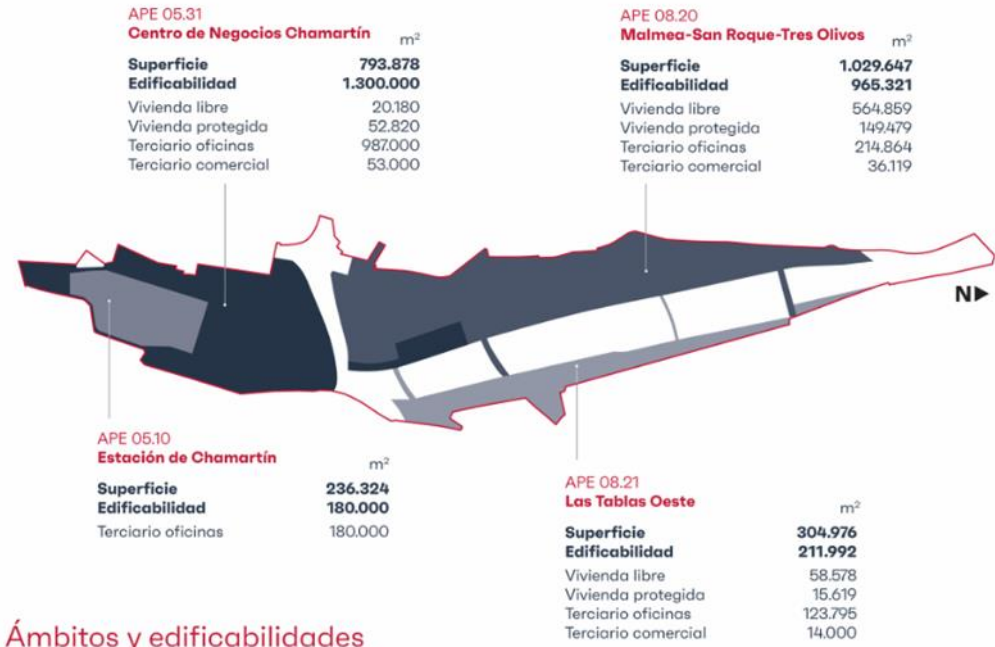 APE 05.31
Centro de Negocios Chamartín
m²
Superficie 793.878
Edificabilidad 1.300.000
Vivienda libre 20.180
Vivienda protegida 52.820
Terciario oficinas 987.000
Terciario comercial 53.000
APE 08.20
Malmea-San Roque-Tres Olivos
m²
Superficie 1.029.647
Edificabilidad 965.321
Vivienda libre 564.859
Vivienda protegida 149.479
Terciario oficinas 214.864
Terciario comercial 36.119
N▶
APE 05.10
Estación de Chamartín
m²
Superficie 236.324
Edificabilidad 180.000
Terciario oficinas 180.000
APE 08.21
Las Tablas Oeste
m²
Superficie 304.976
Edificabilidad 211.992
Vivienda libre 58.578
Vivienda protegida 15.619
Terciario oficinas 123.795
Terciario comercial 14.000
Ámbitos y edificabilidades